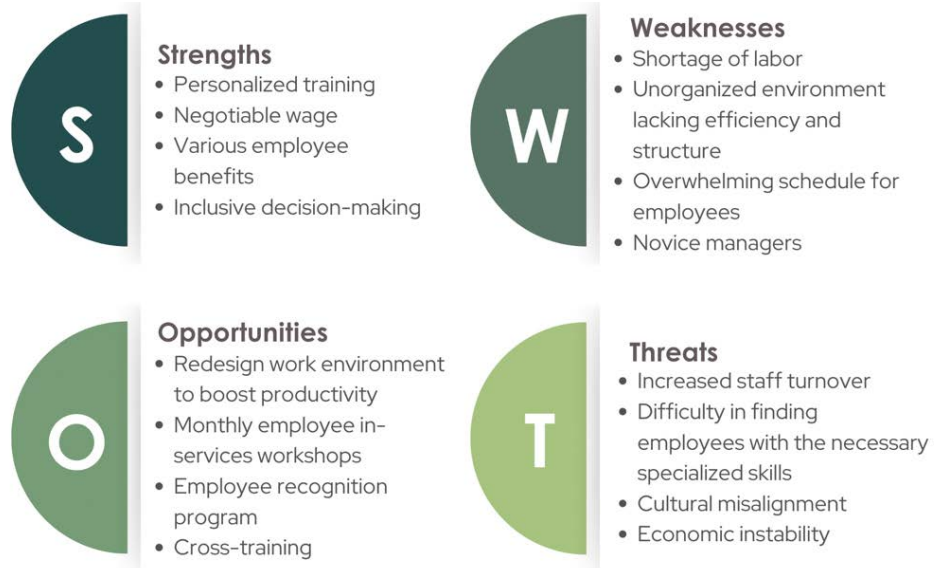 S
Strengths
• Personalized training
• Negotiable wage
• Various employee
benefits
• Inclusive decision-making
W
Weaknesses
• Shortage of labor
• Unorganized environment
lacking efficiency and
structure
• Overwhelming schedule for
employees
• Novice managers
O
Opportunities
• Redesign work environment
to boost productivity
• Monthly employee in-
services workshops
• Employee recognition
program
• Cross-training
T
Threats
• Increased staff turnover
• Difficulty in finding
employees with the necessary
specialized skills
• Cultural misalignment
• Economic instability